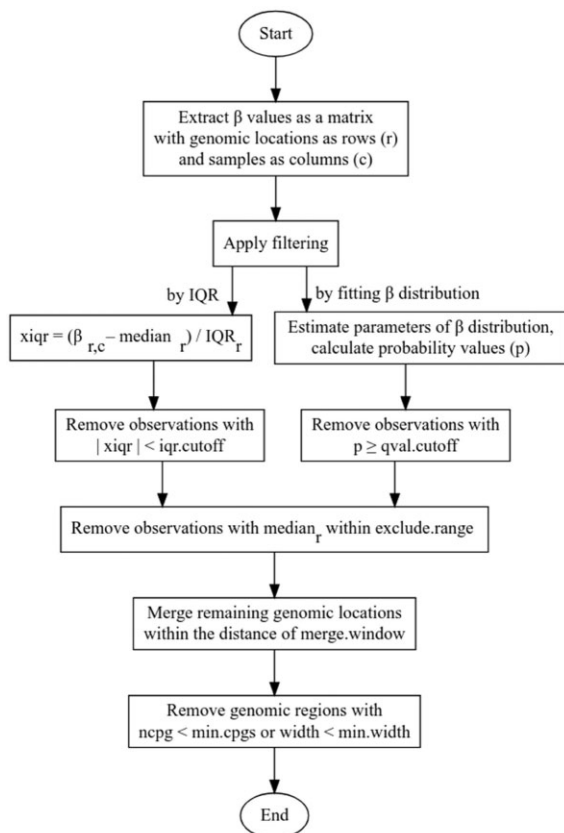 Start
Extract β values as a matrix
with genomic locations as rows (r)
and samples as columns (c)
Apply filtering
by IQR
by fitting β distribution
xiqr = (β r,c – median r) / IQR r
Estimate parameters of β distribution,
calculate probability values (p)
Remove observations with
| xiqr | < iqr.cutoff
Remove observations with
p ≥ qval.cutoff
Remove observations with median r within exclude.range
Merge remaining genomic locations
within the distance of merge.window
Remove genomic regions with
ncpg < min.cpgs or width < min.width
End